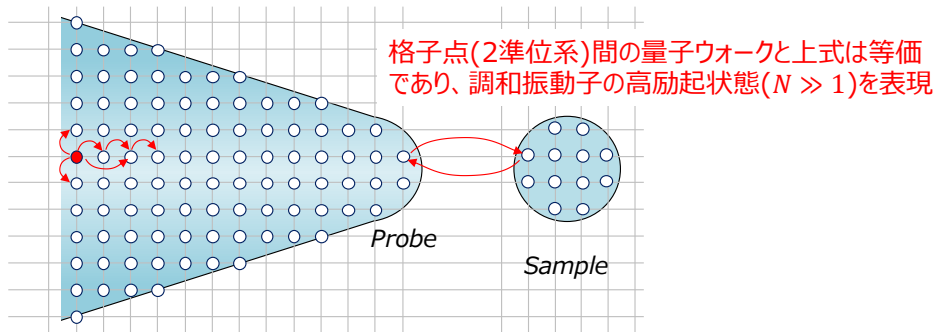 格子点(2準位系)間の量子ウォークと上式は等価
であり、調和振動子の高励起状態(𝑁 ≫ 1)を表現
Probe
Sample